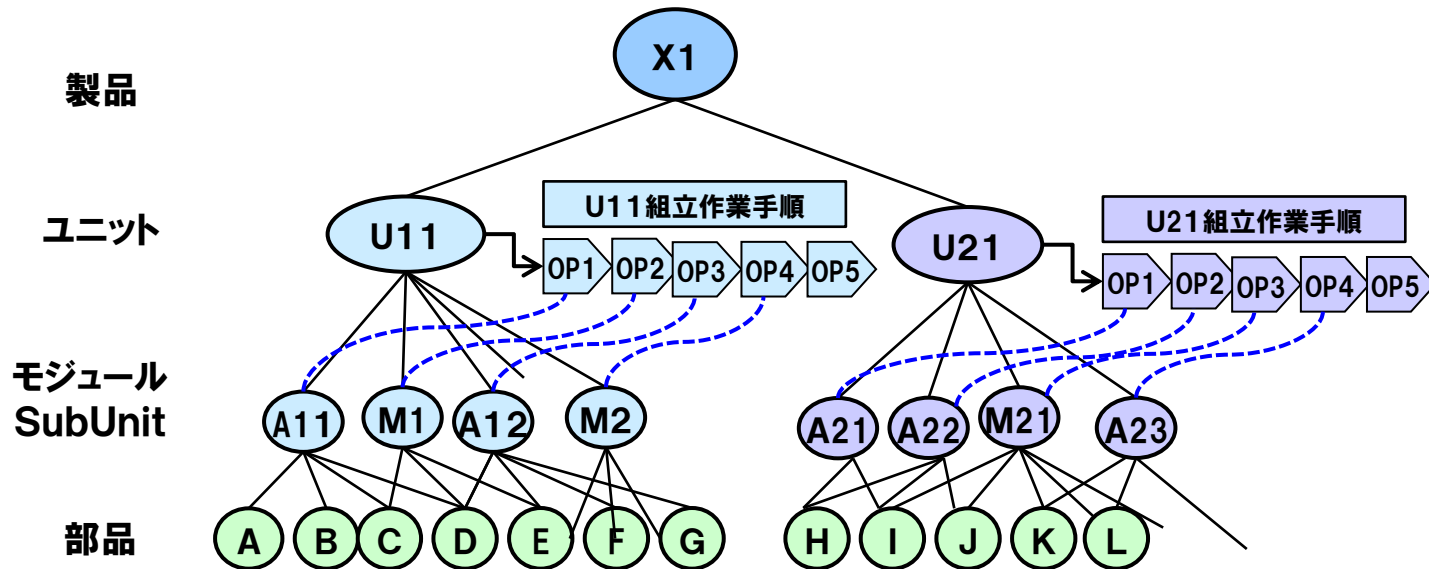 X1
製品
U11組立作業手順
U21組立作業手順
ユニット
U11
OP1 OP2 OP3 OP4 OP5
U21
OP1 OP2 OP3 OP4 OP5
モジュール
SubUnit
A11 M1 A12 M2 A21 A22 M21 A23
部品
A B C D E F G H I J K L